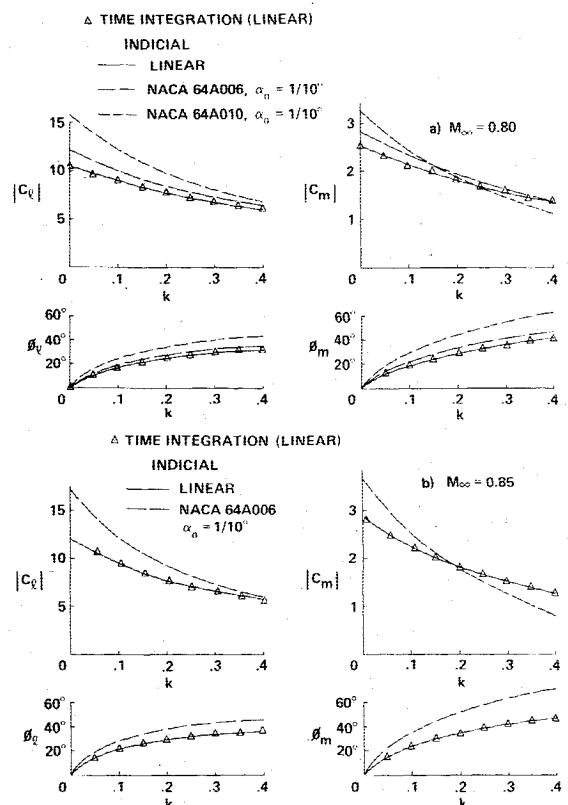 △ TIME INTEGRATION (LINEAR)
INDICIAL
LINEAR
NACA 64A006, α₀ = 1/10°
NACA 64A010, α₀ = 1/10°
a) M∞ = 0.80
|Cℓ|
15
10
5
0 .1 .2 .3 .4
k
|Cm|
3
2
1
0 .1 .2 .3 .4
k
øℓ
60°
40°
20°
0 .1 .2 .3 .4
k
øm
60°
40°
20°
0 .1 .2 .3 .4
k
△ TIME INTEGRATION (LINEAR)
INDICIAL
LINEAR
NACA 64A006
α₀ = 1/10°
b) M∞ = 0.85
|Cℓ|
15
10
5
0 .1 .2 .3 .4
k
|Cm|
3
2
1
0 .1 .2 .3 .4
k
øℓ
60°
40°
20°
0 .1 .2 .3 .4
k
øm
60°
40°
20°
0 .1 .2 .3 .4
k